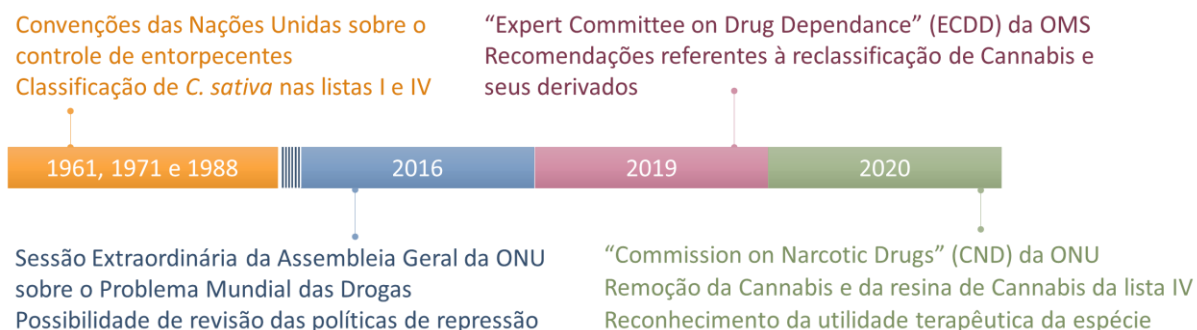 Convenções das Nações Unidas sobre o
controle de entorpecentes
Classificação de C. sativa nas listas I e IV
“Expert Committee on Drug Dependance” (ECDD) da OMS
Recomendações referentes à reclassificação de Cannabis e
seus derivados
1961, 1971 e 1988
2016
2019
2020
Sessão Extraordinária da Assembleia Geral da ONU
sobre o Problema Mundial das Drogas
Possibilidade de revisão das políticas de repressão
“Commission on Narcotic Drugs” (CND) da ONU
Remoção da Cannabis e da resina de Cannabis da lista IV
Reconhecimento da utilidade terapêutica da espécie